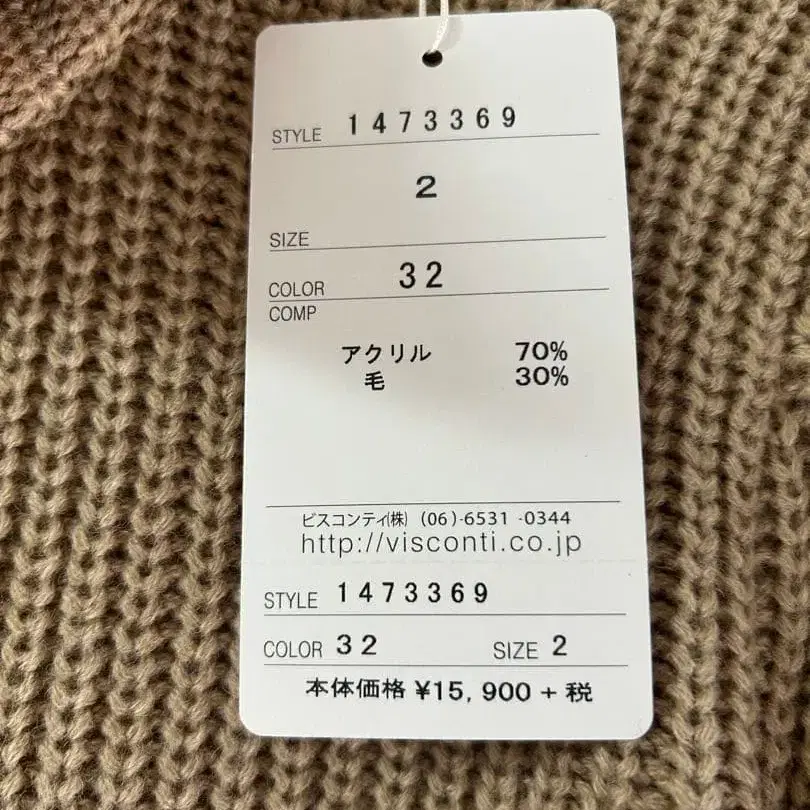 STYLE 1473369
2
SIZE
COLOR 32
COMP
アクリル 70%
毛 30%
ビスコンティ㈱ (06)-6531 -0344
http://visconti.co.jp
STYLE 1473369
COLOR 32 SIZE 2
本体価格 ¥15,900 + 税